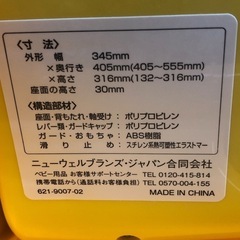 〈寸 法〉
外形 幅 345mm
×奥行き 405mm(405~555mm)
×高さ 316mm(132~316mm)
座面の高さ 30mm
〈構造部材〉
座面・背もたれ・軸受け : ポリプロピレン
レバー類・ガードキャップ : ポリプロピレン
ガード・おもちゃ : ABS樹脂
滑り止め : スチレン系熱可塑性エラストマー
ニューウェルブランズ・ジャパン合同会社
ベビー用品 お客様サポートセンター TEL 0120-415-814
携帯電話から(通話料お客様負担) TEL 0570-004-155
621-9007-02 MADE IN CHINA